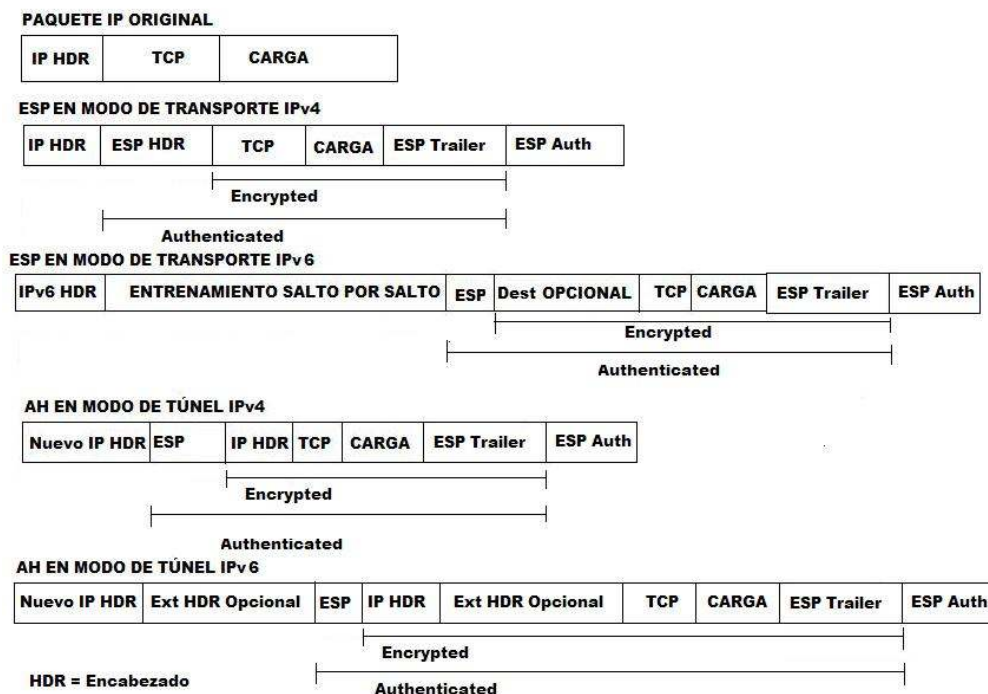 PAQUETE IP ORIGINAL
IP HDR TCP CARGA
ESP EN MODO DE TRANSPORTE IPv4
IP HDR ESP HDR TCP CARGA ESP Trailer ESP Auth
Encrypted
Authenticated
ESP EN MODO DE TRANSPORTE IPv6
IPv6 HDR ENTRENAMIENTO SALTO POR SALTO ESP Dest OPCIONAL TCP CARGA ESP Trailer ESP Auth
Encrypted
Authenticated
AH EN MODO DE TÚNEL IPv4
Nuevo IP HDR ESP IP HDR TCP CARGA ESP Trailer ESP Auth
Encrypted
Authenticated
AH EN MODO DE TÚNEL IPv6
Nuevo IP HDR Ext HDR Opcional ESP IP HDR Ext HDR Opcional TCP CARGA ESP Trailer ESP Auth
Encrypted
HDR = Encabezado
Authenticated